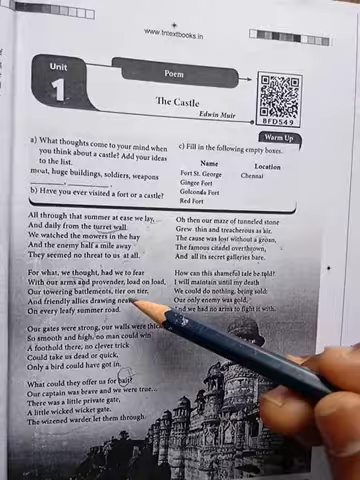 www.tntextbooks.in
Unit
1
Poem
The Castle
Edwin Muir
8FD549
Warm Up
a) What thoughts come to your mind when
you think about a castle? Add your ideas
to the list.
moat, huge buildings, soldiers, weapons
b) Have you ever visited a fort or a castle?
c) Fill in the following empty boxes.
Name Location
Fort St. George Chennai
Gingee Fort
Golconda Fort
Red Fort
All through that summer at ease we lay,
And daily from the turret wall
We watched the mowers in the hay
And the enemy half a mile away
They seemed no threat to us at all.
For what, we thought, had we to fear
With our arms and provender, load on load,
Our towering battlements, tier on tier,
And friendly allies drawing near
On every leafy summer road.
Our gates were strong, our walls were thick,
So smooth and high, no man could win
A foothold there, no clever trick
Could take us dead or quick,
Only a bird could have got in.
What could they offer us for bait?
Our captain was brave and we were true...
There was a little private gate,
A little wicked wicket gate.
The wizened warder let them through.
Oh then our maze of tunneled stone
Grew thin and treacherous as air.
The cause was lost without a groan,
The famous citadel overthrown,
And all its secret galleries bare.
How can this shameful tale be told?
I will maintain until my death
We could do nothing, being sold:
Our only enemy was gold,
And we had no arms to fight it with.